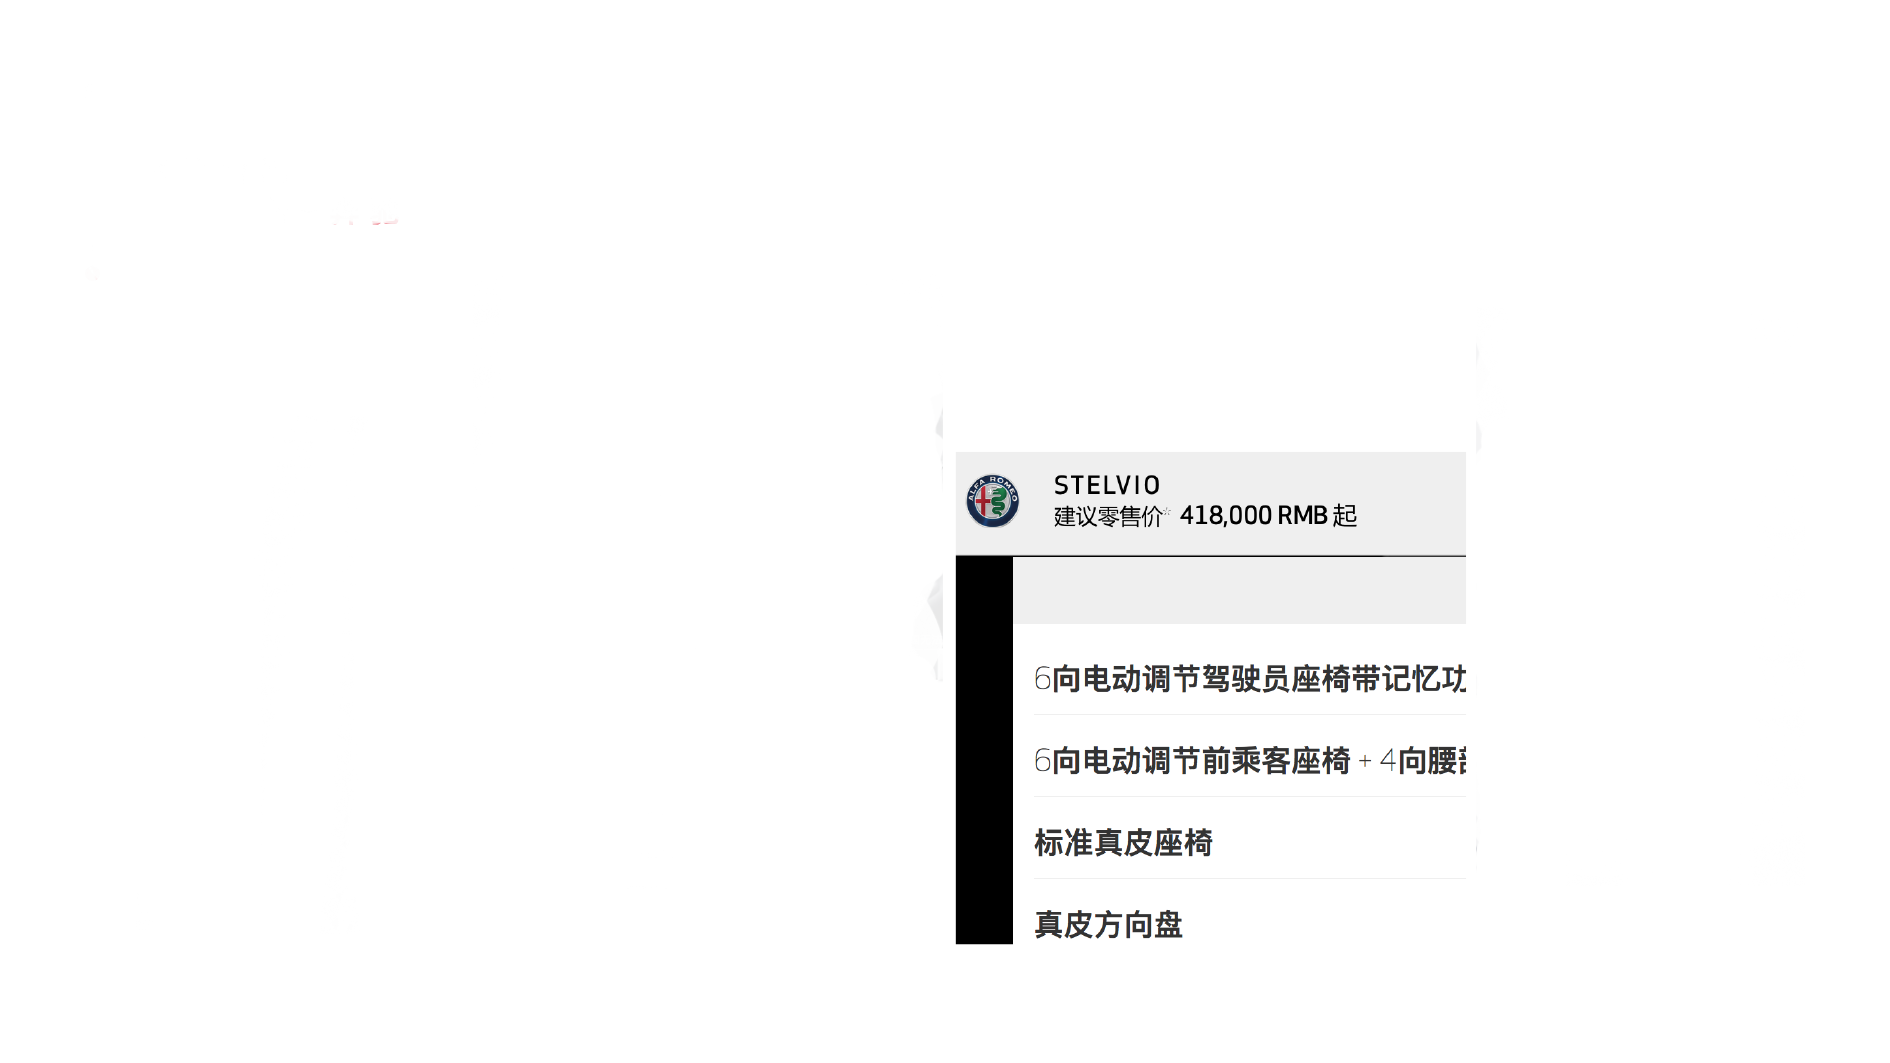 ALFA ROMEO
STELVIO
建议零售价* 418,000 RMB 起
6向电动调节驾驶员座椅带记忆功
6向电动调节前乘客座椅 + 4向腰
标准真皮座椅
真皮方向盘